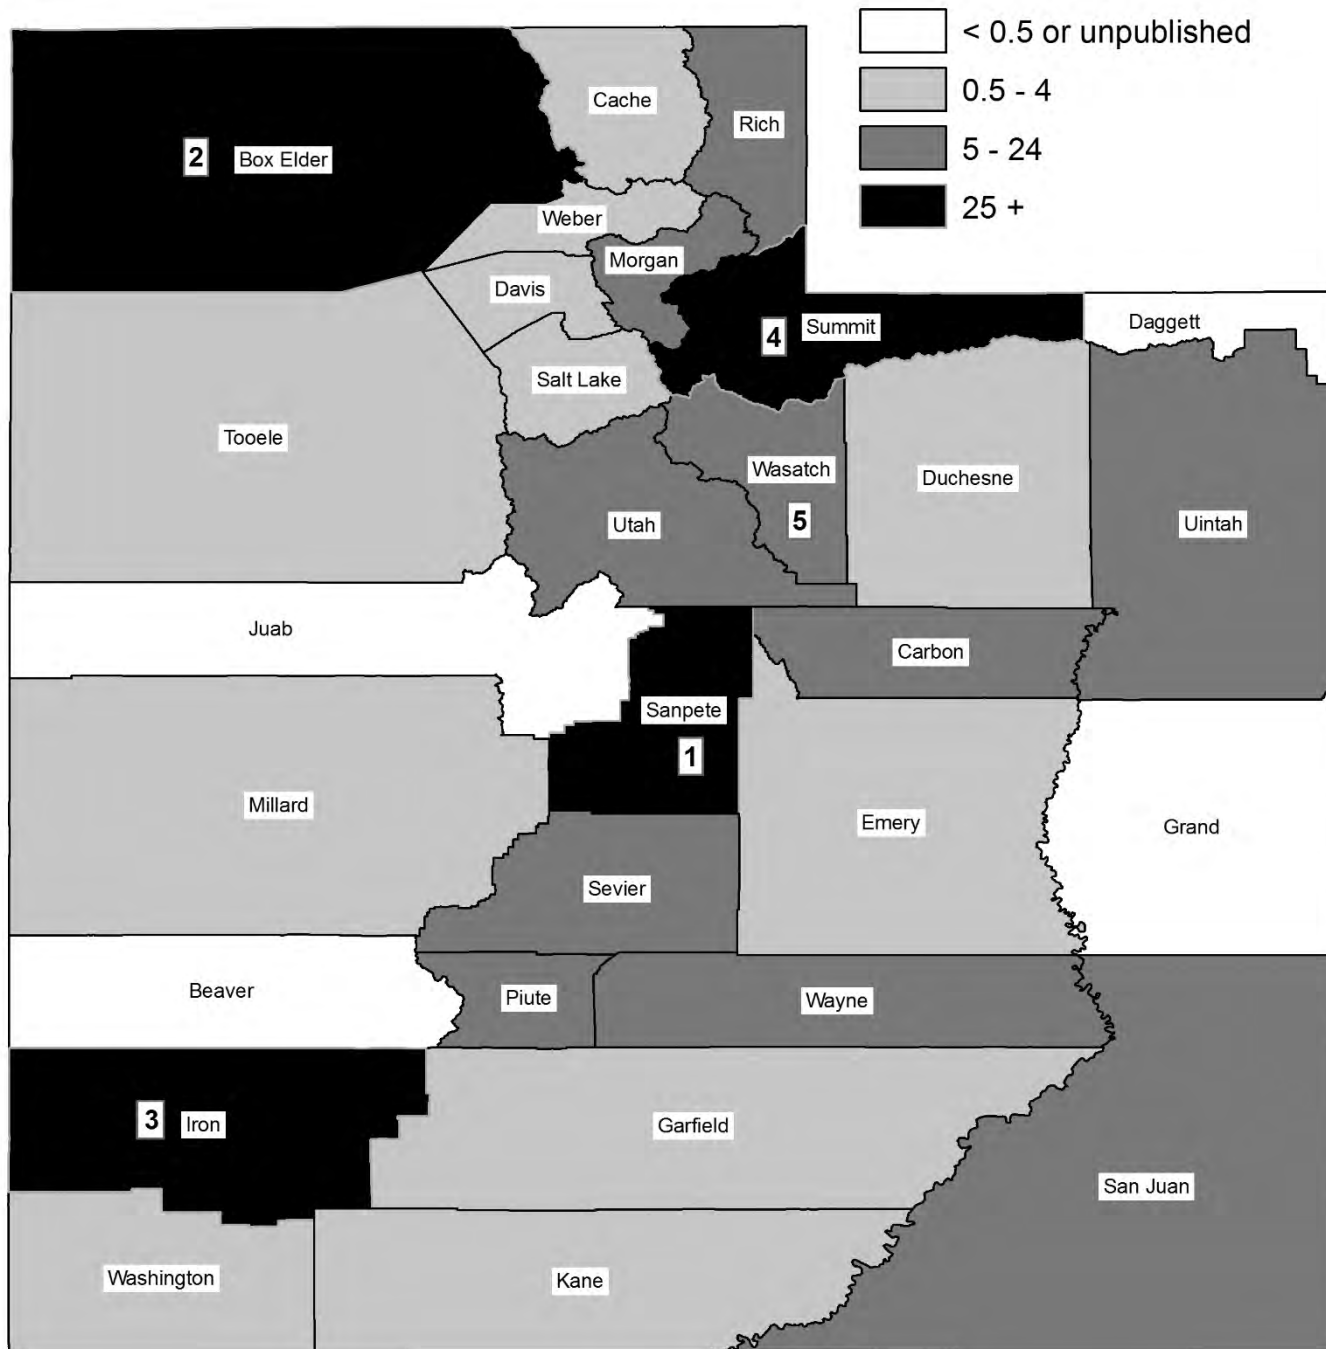 < 0.5 or unpublished
0.5 - 4
5 - 24
25 +
Cache
Rich
2 Box Elder
Weber
Morgan
Davis
4 Summit
Daggett
Salt Lake
Tooele
Wasatch
5
Duchesne
Utah
Uintah
Juab
Carbon
Sanpete
1
Millard
Emery
Grand
Sevier
Beaver
Piute
Wayne
3 Iron
Garfield
San Juan
Washington
Kane